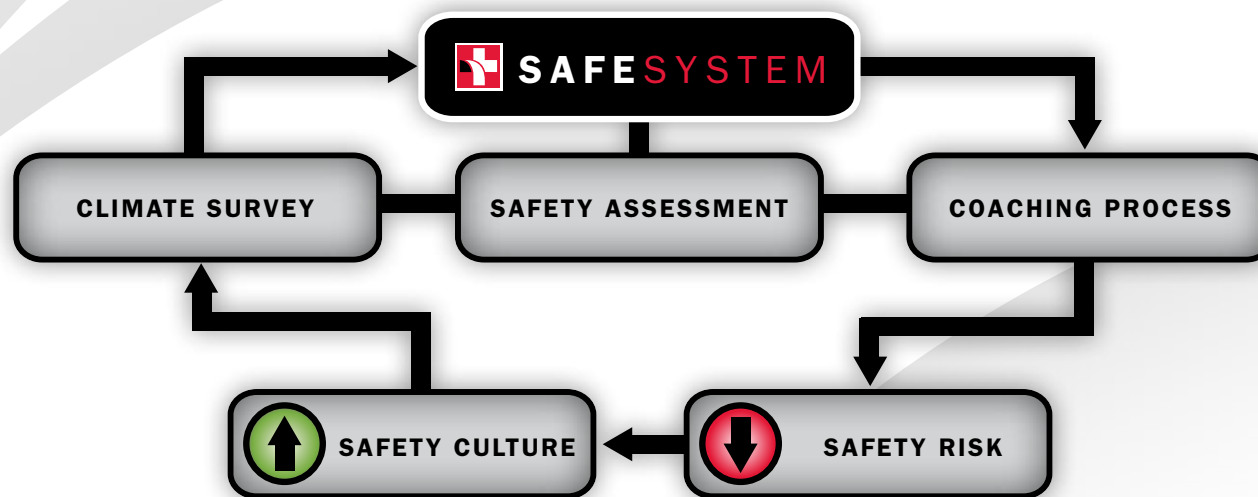 SAFESYSTEM
CLIMATE SURVEY
SAFETY ASSESSMENT
COACHING PROCESS
SAFETY CULTURE
SAFETY RISK